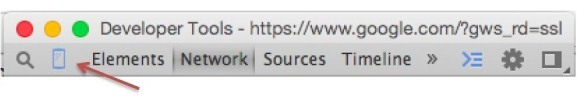 Developer Tools - https://www.google.com/?gws_rd=ssl
Elements Network Sources Timeline »